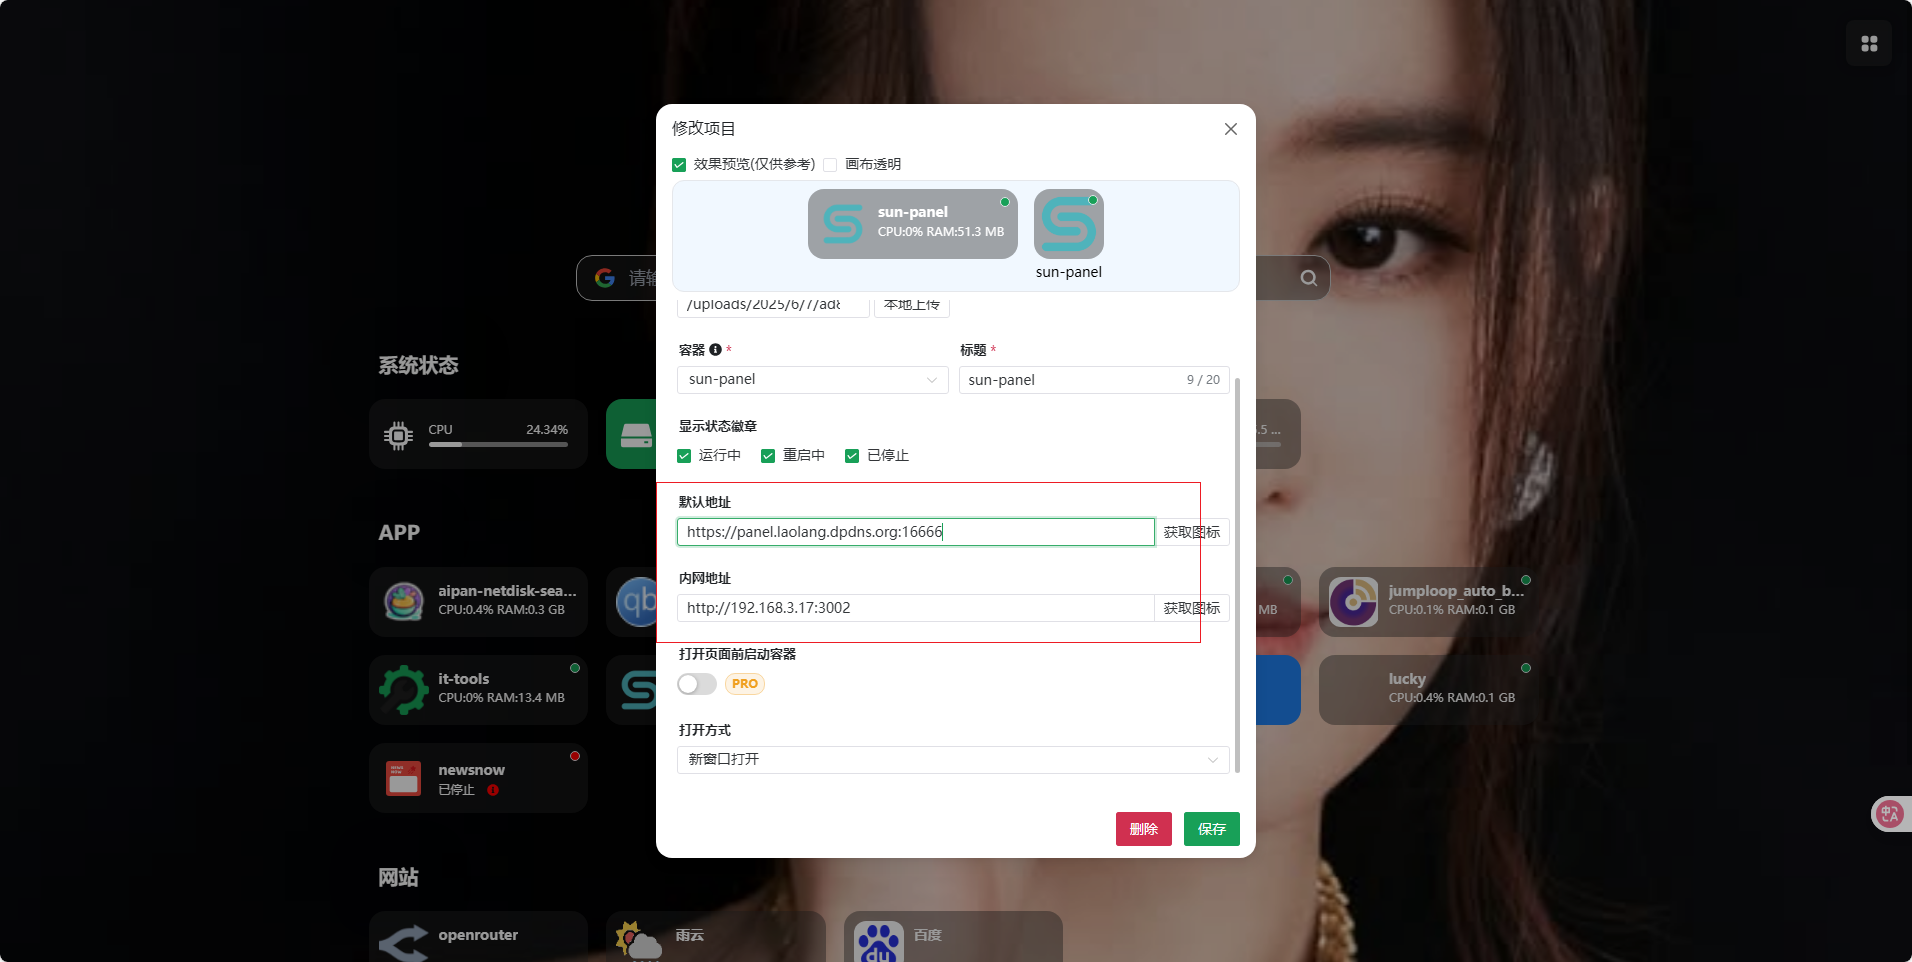 修改项目
效果预览(仅供参考) 画布透明
sun-panel
CPU:0% RAM:51.3 MB
sun-panel
/uploads/2025/6/7/ad8
本地上传
容器 *
sun-panel
标题 *
sun-panel 9 / 20
显示状态徽章
运行中 重启中 已停止
默认地址
https://panel.laolang.dpdns.org:16666 获取图标
内网地址
http://192.168.3.17:3002 获取图标
打开页面前启动容器
PRO
打开方式
新窗口打开
删除 保存
请输
系统状态
CPU 24.34%
.5 ...
APP
aipan-netdisk-sea...
CPU:0.4% RAM:0.3 GB
qb
MB
jumploop_auto_b...
CPU:0.1% RAM:0.1 GB
it-tools
CPU:0% RAM:13.4 MB
lucky
CPU:0.4% RAM:0.1 GB
NEWS
NOW
newsnow
已停止
网站
openrouter
雨云
du
百度
中A